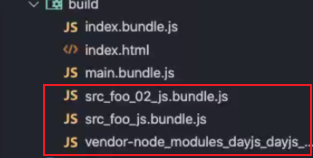 build
JS index.bundle.js
<> index.html
JS main.bundle.js
JS src_foo_02_js.bundle.js
JS src_foo_js.bundle.js
JS vendor-node_modules_dayjs_dayjs_...